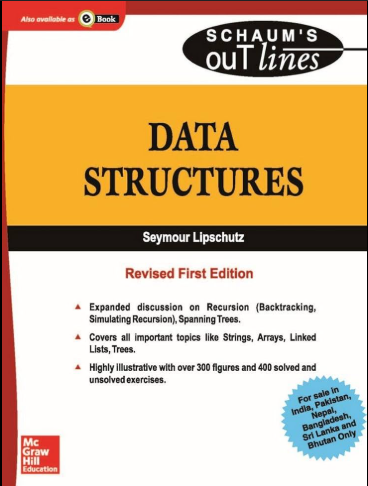 Also available as e Book
SCHAUM'S
ouTlines
DATA
STRUCTURES
Seymour Lipschutz
Revised First Edition
Expanded discussion on Recursion (Backtracking,
Simulating Recursion), Spanning Trees.
Covers all important topics like Strings, Arrays, Linked
Lists, Trees.
Highly illustrative with over 300 figures and 400 solved and
unsolved exercises.
For sale in
India, Pakistan,
Nepal,
Bangladesh,
Sri Lanka and
Bhutan Only
Mc
Graw
Hill
Education